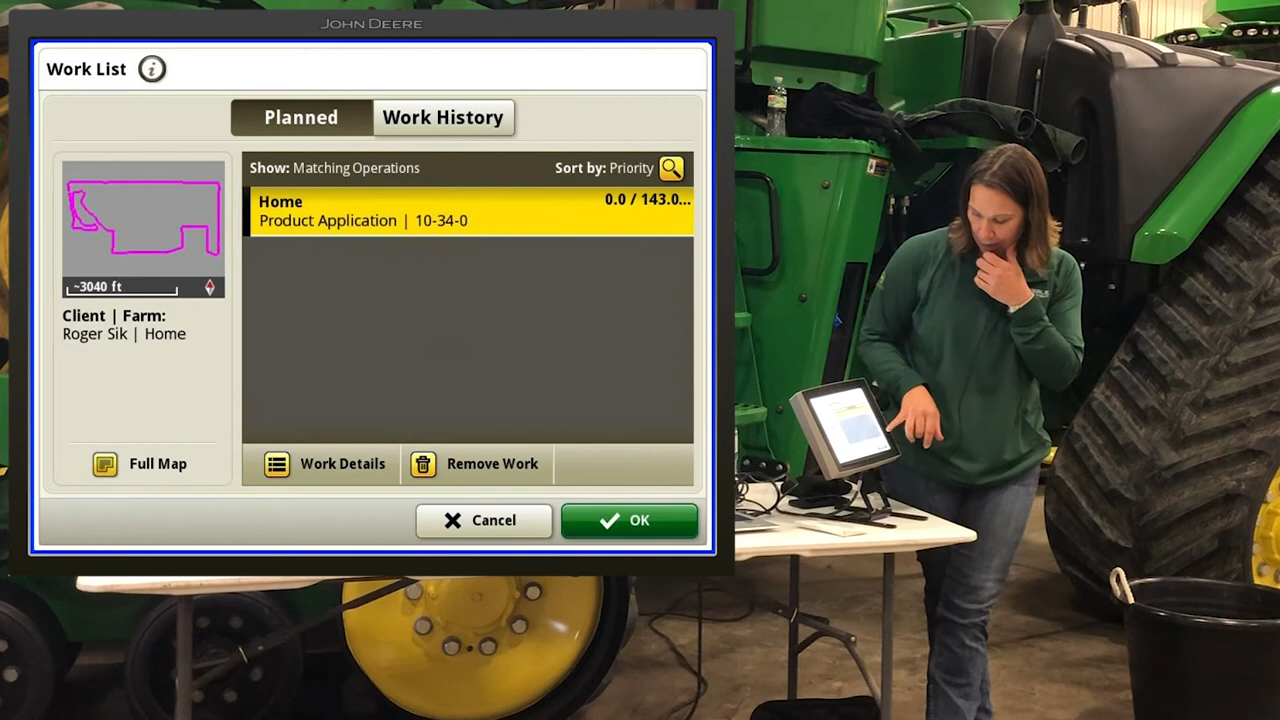 JOHN DEERE
Work List
Planned
Work History
Show: Matching Operations
Sort by: Priority
Home
0.0 / 143.0...
Product Application | 10-34-0
~3040 ft
Client | Farm:
Roger Sik | Home
Full Map
Work Details
Remove Work
Cancel
OK